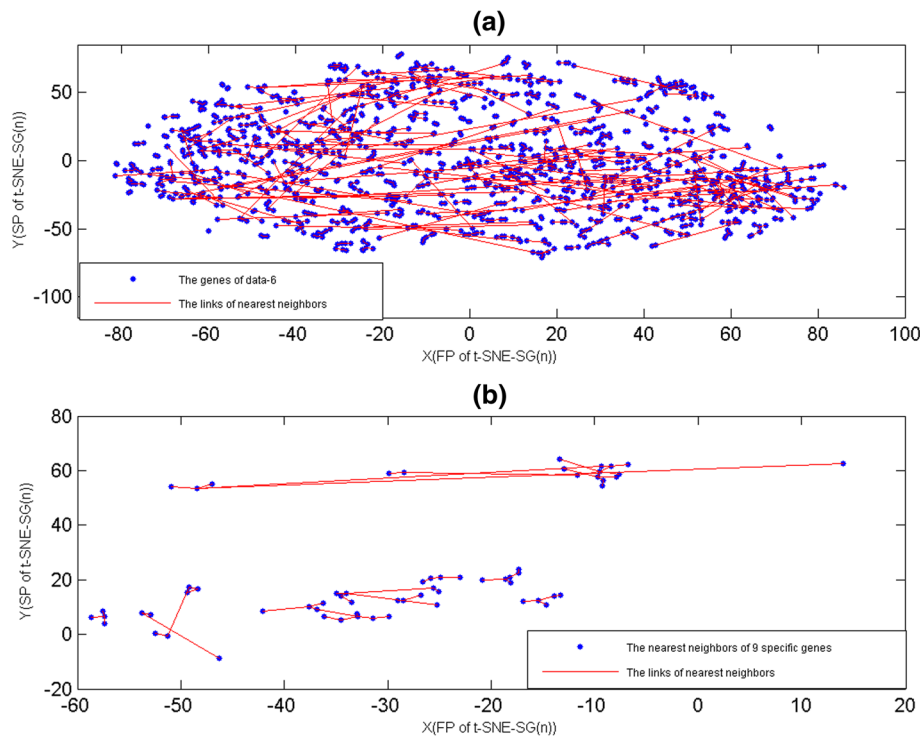 (a)
50
0
-50
-100
Y(SP of t-SNE-SG(n))
The genes of data-6
The links of nearest neighbors
-80 -60 -40 -20 0 20 40 60 80 100
X(FP of t-SNE-SG(n))
(b)
80
60
40
20
0
-20
Y(SP of t-SNE-SG(n))
The nearest neighbors of 9 specific genes
The links of nearest neighbors
-60 -50 -40 -30 -20 -10 0 10 20
X(FP of t-SNE-SG(n))